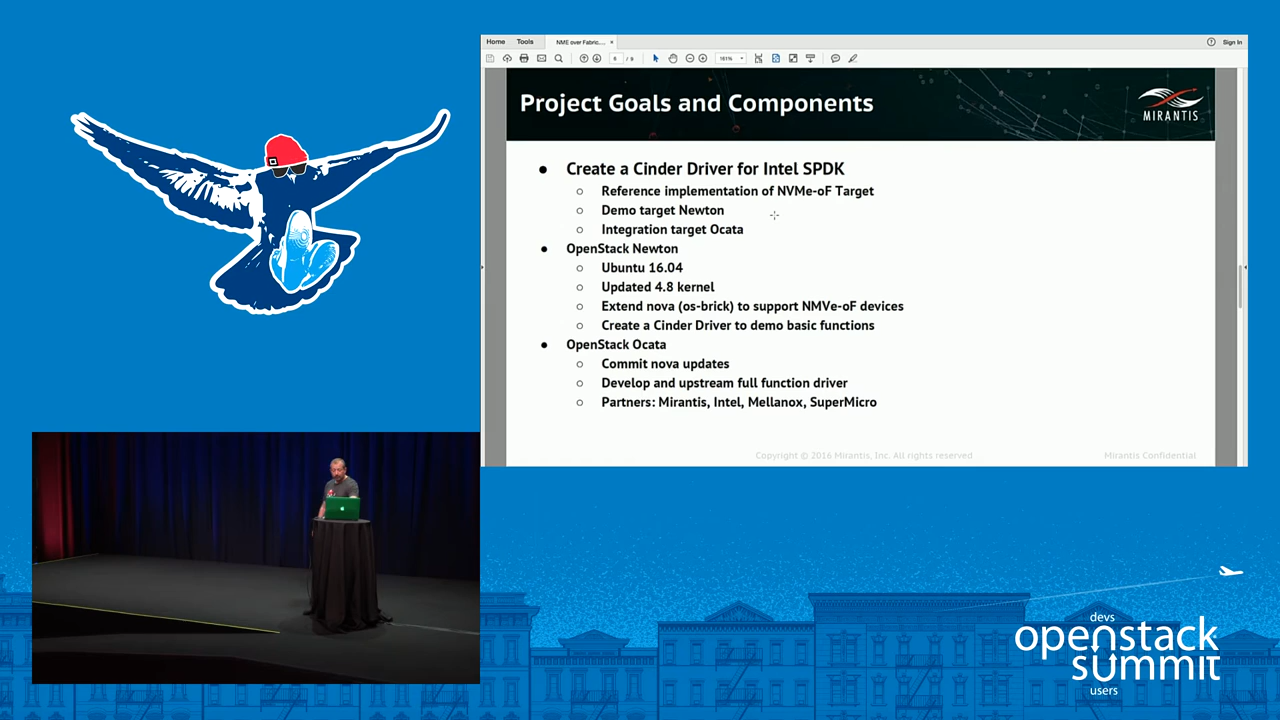 Home Tools NME over Fabric... × ? Sign In
6 / 9 161%
Project Goals and Components
MIRANTIS
● Create a Cinder Driver for Intel SPDK
○ Reference implementation of NVMe-oF Target
○ Demo target Newton
○ Integration target Ocata
● OpenStack Newton
○ Ubuntu 16.04
○ Updated 4.8 kernel
○ Extend nova (os-brick) to support NMVe-oF devices
○ Create a Cinder Driver to demo basic functions
● OpenStack Ocata
○ Commit nova updates
○ Develop and upstream full function driver
○ Partners: Mirantis, Intel, Mellanox, SuperMicro
Copyright © 2016 Mirantis, Inc. All rights reserved Mirantis Confidential
devs
openstack
summit
users